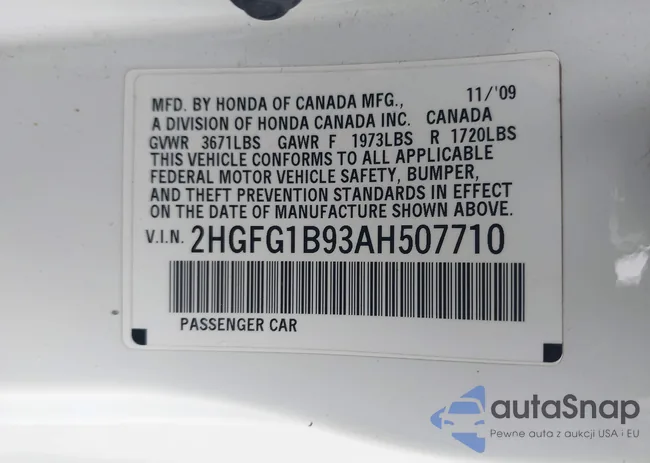 MFD. BY HONDA OF CANADA MFG., 11/'09
A DIVISION OF HONDA CANADA INC. CANADA
GVWR 3671LBS GAWR F 1973LBS R 1720LBS
THIS VEHICLE CONFORMS TO ALL APPLICABLE
FEDERAL MOTOR VEHICLE SAFETY, BUMPER,
AND THEFT PREVENTION STANDARDS IN EFFECT
ON THE DATE OF MANUFACTURE SHOWN ABOVE.
V.I.N. 2HGFG1B93AH507710
PASSENGER CAR
autaSnap
Pewne auta z aukcji USA i EU